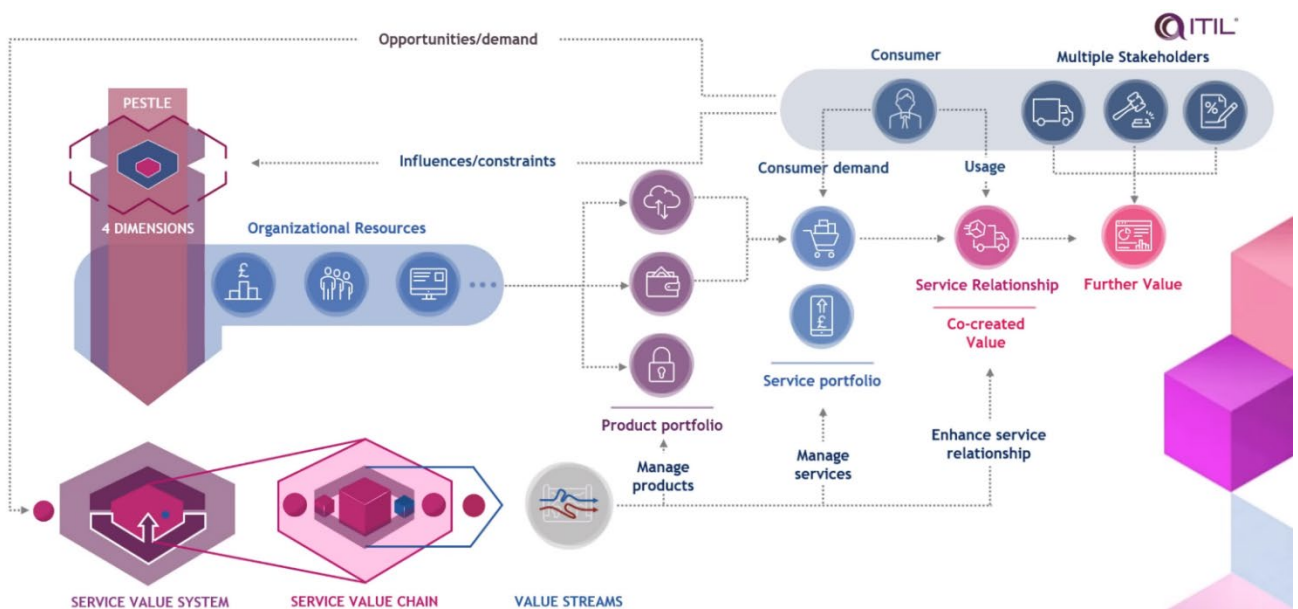 ITIL®
Opportunities/demand
Consumer
Multiple Stakeholders
PESTLE
Influences/constraints
Consumer demand
Usage
4 DIMENSIONS
Organizational Resources
£
%
Service Relationship
Further Value
Co-created
Value
£
Service portfolio
Product portfolio
Manage
products
Manage
services
Enhance service
relationship
SERVICE VALUE SYSTEM
SERVICE VALUE CHAIN
VALUE STREAMS